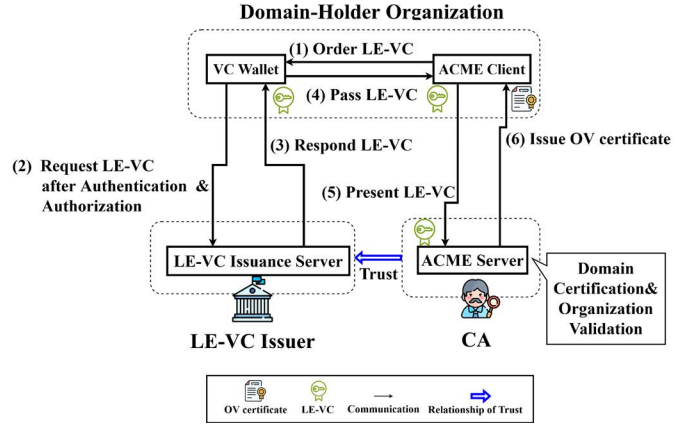 Domain-Holder Organization
(1) Order LE-VC
VC Wallet
ACME Client
(4) Pass LE-VC
(3) Respond LE-VC
(6) Issue OV certificate
(2) Request LE-VC
after Authentication &
Authorization
(5) Present LE-VC
LE-VC Issuance Server
Trust
ACME Server
Domain
Certification&
Organization
Validation
LE-VC Issuer
CA
OV certificate
LE-VC
Communication
Relationship of Trust